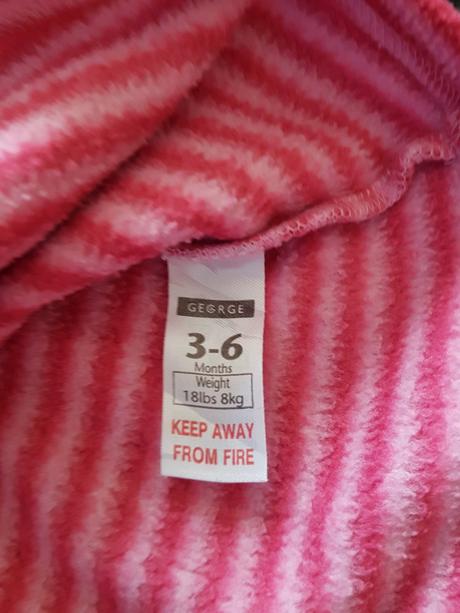 GEORGE
3-6
Months
Weight
18lbs 8kg
KEEP AWAY
FROM FIRE